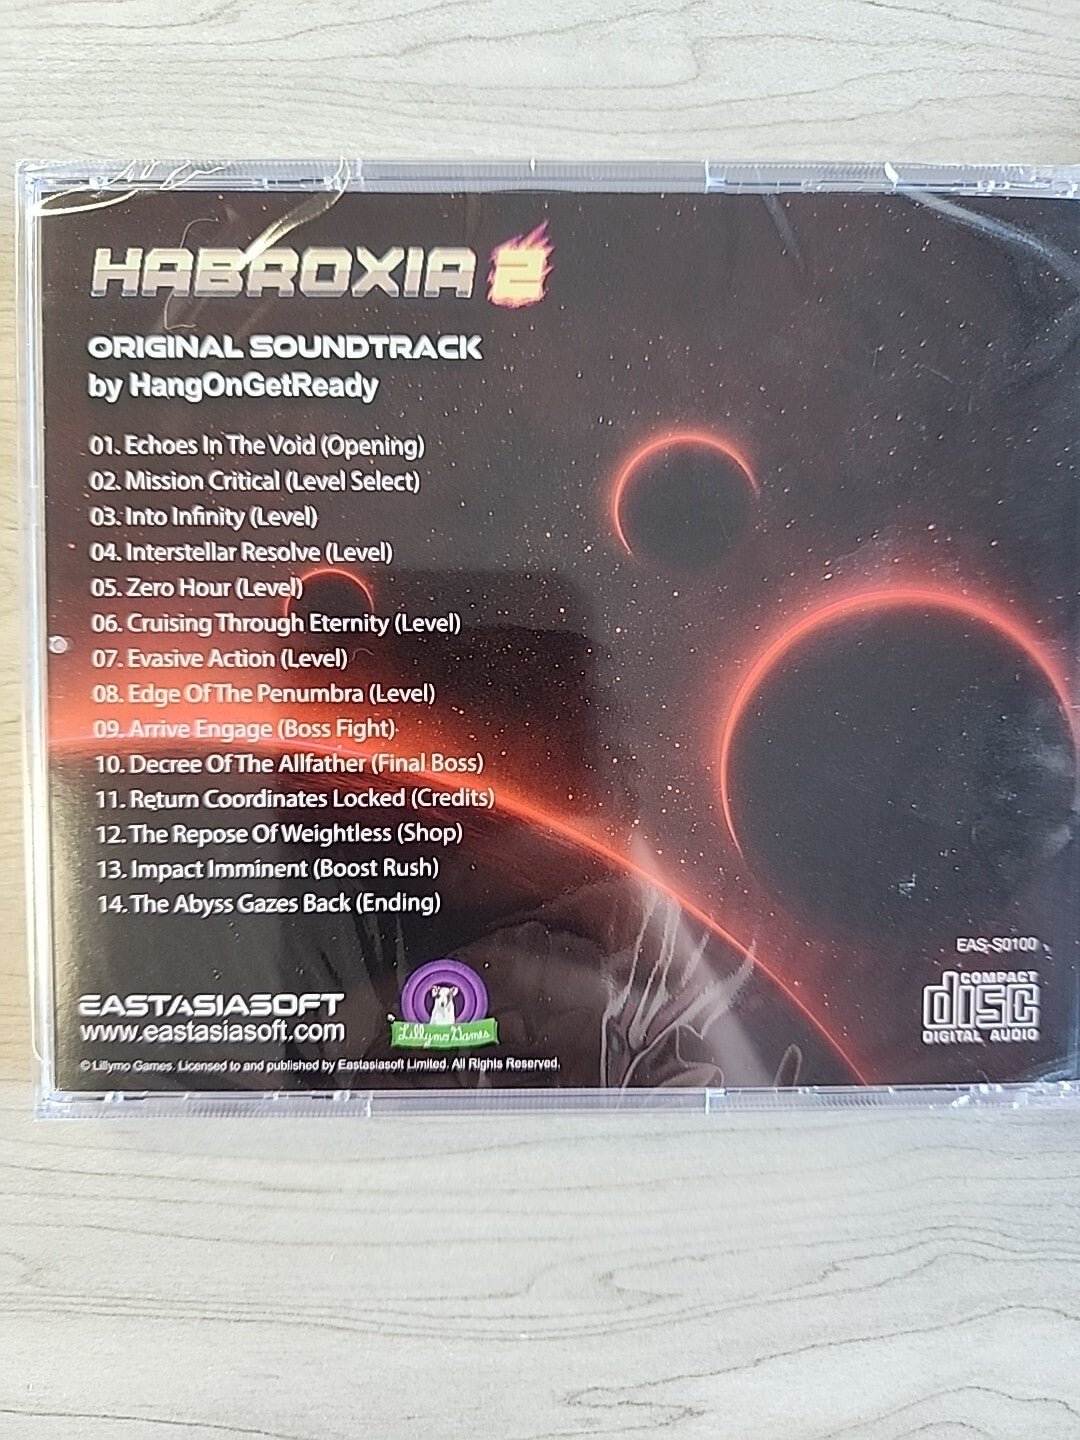 HABROXIA 2
ORIGINAL SOUNDTRACK
by HangOnGetReady
01. Echoes In The Void (Opening)
02. Mission Critical (Level Select)
03. Into Infinity (Level)
04. Interstellar Resolve (Level)
05. Zero Hour (Level)
06. Cruising Through Eternity (Level)
07. Evasive Action (Level)
08. Edge Of The Penumbra (Level)
09. Arrive Engage (Boss Fight)
10. Decree Of The Allfather (Final Boss)
11. Return Coordinates Locked (Credits)
12. The Repose Of Weightless (Shop)
13. Impact Imminent (Boost Rush)
14. The Abyss Gazes Back (Ending)
EAS-S0100
COMPACT
disc
DIGITAL AUDIO
EASTASIASOFT
www.eastasiasoft.com
Lillymo Games
© Lillymo Games. Licensed to and published by Eastasiasoft Limited. All Rights Reserved.